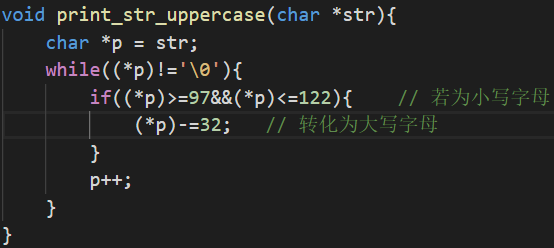 void print_str_uppercase(char *str){
    char *p = str;
    while((*p)!='\0'){
        if((*p)>=97&&(*p)<=122){    // 若为小写字母
            (*p)-=32;   // 转化为大写字母
        }
        p++;
    }
}